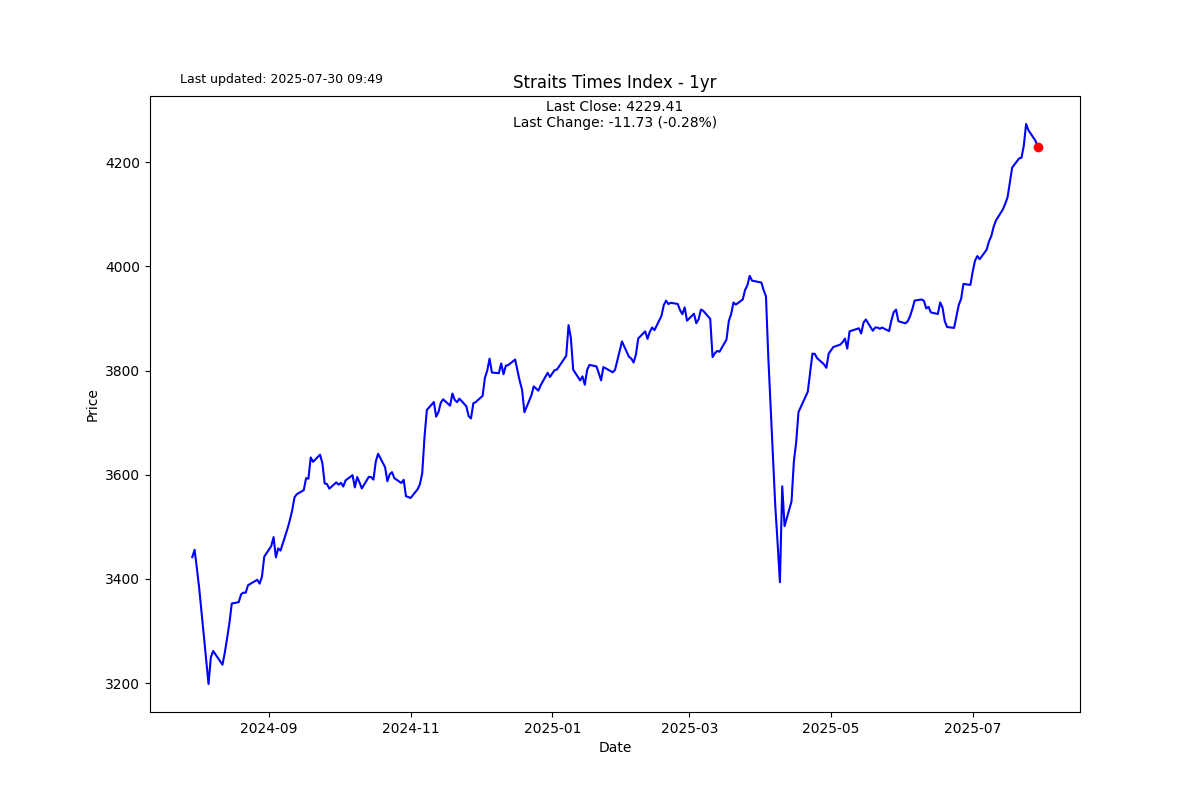 Last updated: 2025-07-30 09:49
Straits Times Index - 1yr
Last Close: 4229.41
Last Change: -11.73 (-0.28%)
4200
4000
3800
3600
3400
3200
Price
2024-09
2024-11
2025-01
2025-03
2025-05
2025-07
Date